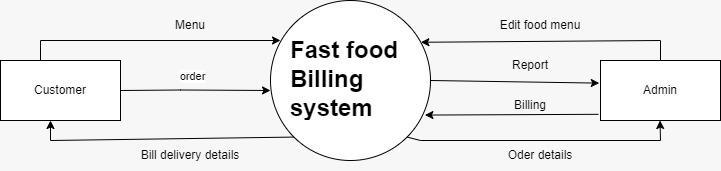 Menu
Edit food menu
Fast food
Billing
system
Report
order
Customer
Admin
Billing
Bill delivery details
Oder details